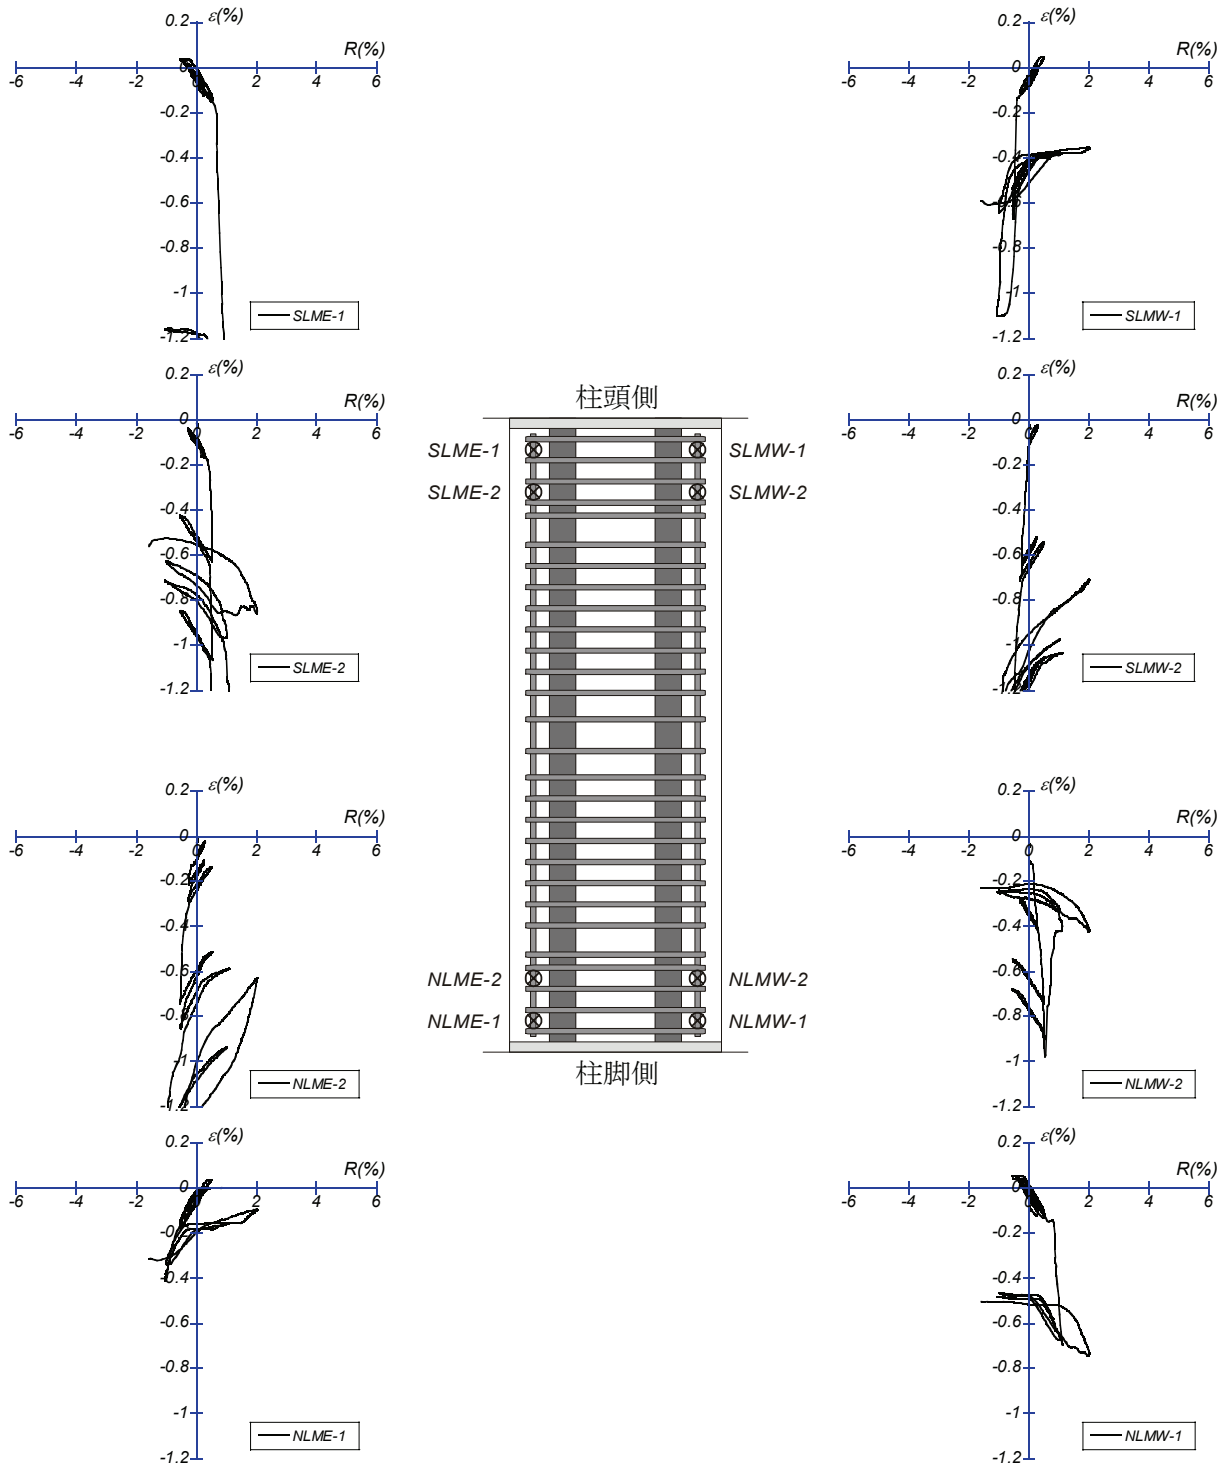 0.2 ε(%)
R(%)
-6 -4 -2 0 2 4 6
-0.2
-0.4
-0.6
-0.8
-1
-1.2
SLME-1
0.2 ε(%)
R(%)
-6 -4 -2 0 2 4 6
-0.2
-0.4
-0.6
-0.8
-1
-1.2
SLMW-1
0.2 ε(%)
R(%)
-6 -4 -2 0 2 4 6
-0.2
-0.4
-0.6
-0.8
-1
-1.2
SLME-2
柱頭側
SLME-1 SLMW-1
SLME-2 SLMW-2
NLME-2 NLMW-2
NLME-1 NLMW-1
柱脚側
0.2 ε(%)
R(%)
-6 -4 -2 0 2 4 6
-0.2
-0.4
-0.6
-0.8
-1
-1.2
SLMW-2
0.2 ε(%)
R(%)
-6 -4 -2 0 2 4 6
-0.2
-0.4
-0.6
-0.8
-1
-1.2
NLME-2
0.2 ε(%)
R(%)
-6 -4 -2 0 2 4 6
-0.2
-0.4
-0.6
-0.8
-1
-1.2
NLMW-2
0.2 ε(%)
R(%)
-6 -4 -2 0 2 4 6
-0.2
-0.4
-0.6
-0.8
-1
-1.2
NLME-1
0.2 ε(%)
R(%)
-6 -4 -2 0 2 4 6
-0.2
-0.4
-0.6
-0.8
-1
-1.2
NLMW-1